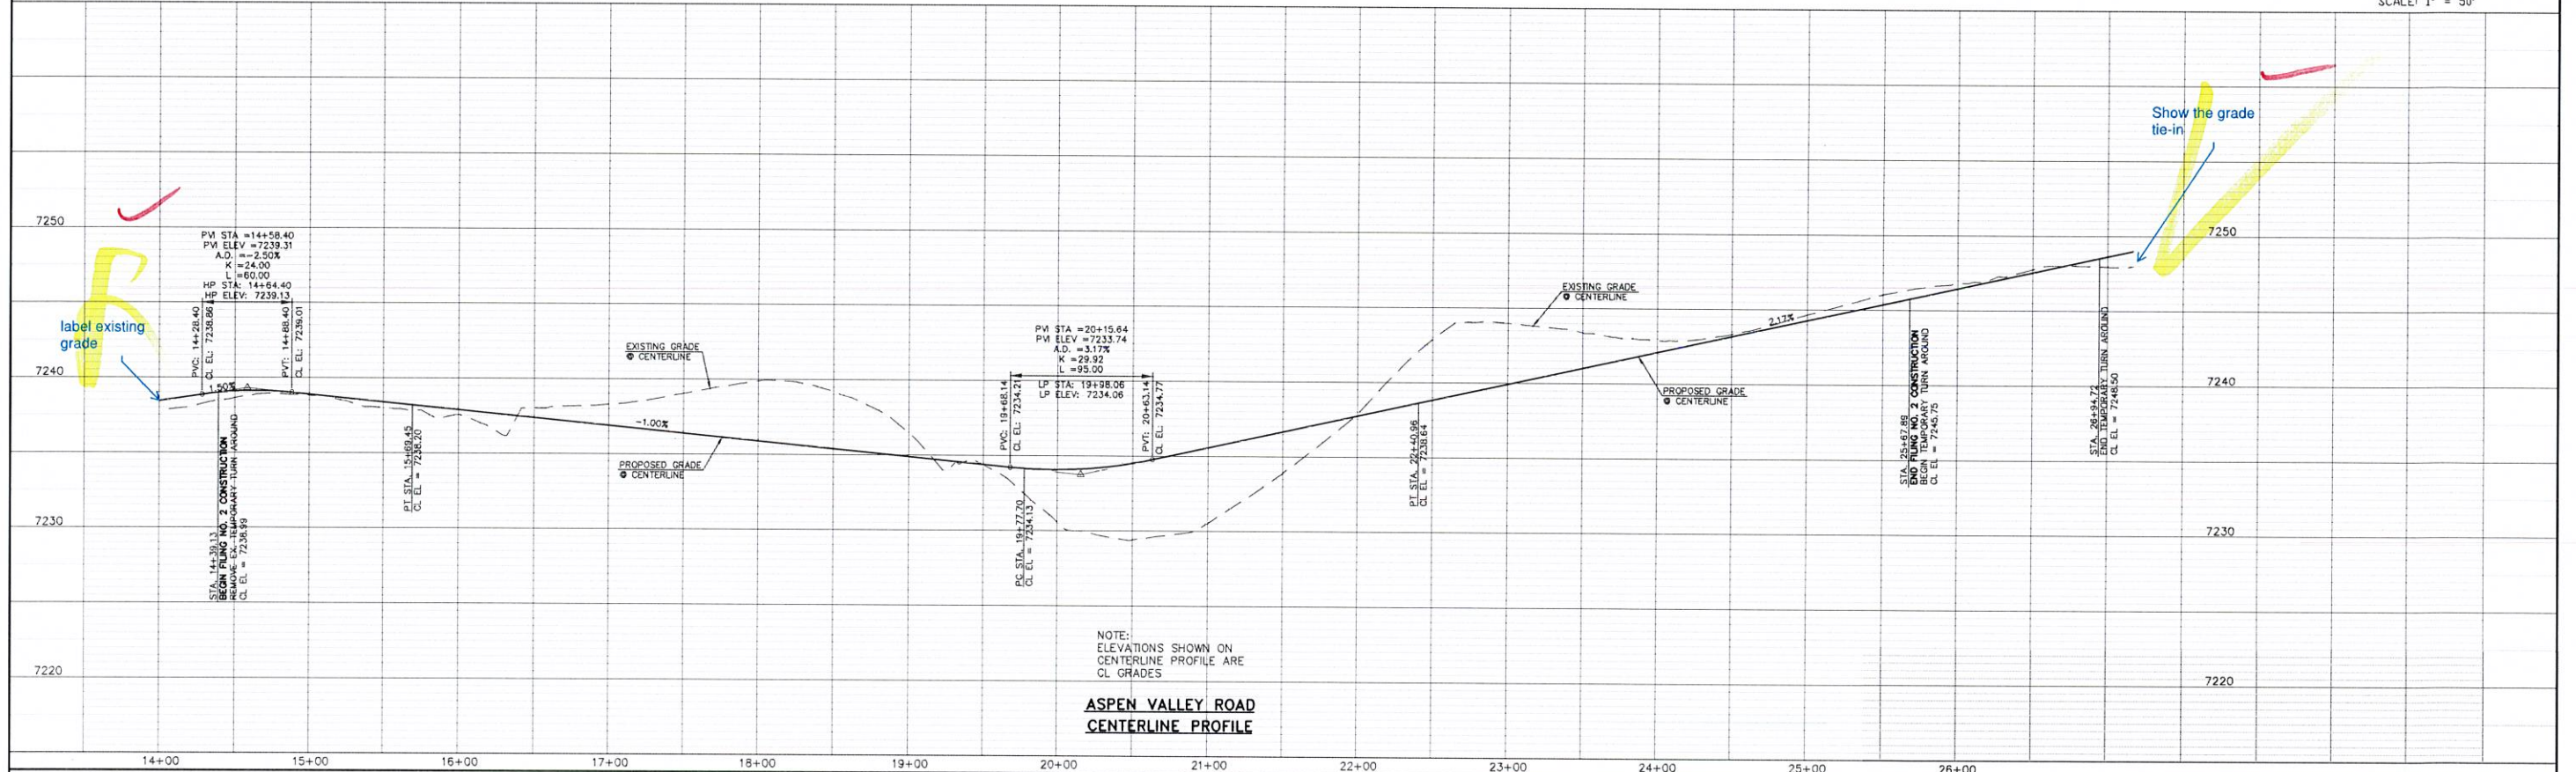 SCALE: 1" = 50'
Show the grade
tie-in
7250
7250
PVI STA =14+58.40
PVI ELEV =7239.31
A.D. =-2.50%
K =24.00
L =60.00
HP STA: 14+64.40
HP ELEV: 7239.13
label existing
grade
PVC: 14+28.40
CL EL: 7238.86
PVT: 14+88.40
CL EL: 7239.01
1.50%
EXISTING GRADE
@ CENTERLINE
PVI STA =20+15.64
PVI ELEV =7233.74
A.D. =3.17%
K =29.92
L =95.00
LP STA: 19+98.06
LP ELEV: 7234.06
PVC: 19+68.14
CL EL: 7234.21
PVT: 20+63.14
CL EL: 7234.77
EXISTING GRADE
@ CENTERLINE
2.17%
7240
7240
PROPOSED GRADE
@ CENTERLINE
-1.00%
PROPOSED GRADE
@ CENTERLINE
STA. 14+39.13
BEGIN FILING NO. 2 CONSTRUCTION
REMOVE EX. TEMPORARY TURN AROUND
CL EL = 7238.99
PT STA. 15+69.45
CL EL = 7238.20
PC STA. 19+77.70
CL EL = 7234.13
PT STA. 22+40.96
CL EL = 7238.64
STA. 25+67.89
END FILING NO. 2 CONSTRUCTION
BEGIN TEMPORARY TURN AROUND
CL EL = 7245.75
STA. 26+94.72
END TEMPORARY TURN AROUND
CL EL = 7248.50
7230
7230
NOTE:
ELEVATIONS SHOWN ON
CENTERLINE PROFILE ARE
CL GRADES
7220
7220
ASPEN VALLEY ROAD
CENTERLINE PROFILE
14+00
15+00
16+00
17+00
18+00
19+00
20+00
21+00
22+00
23+00
24+00
25+00
26+00